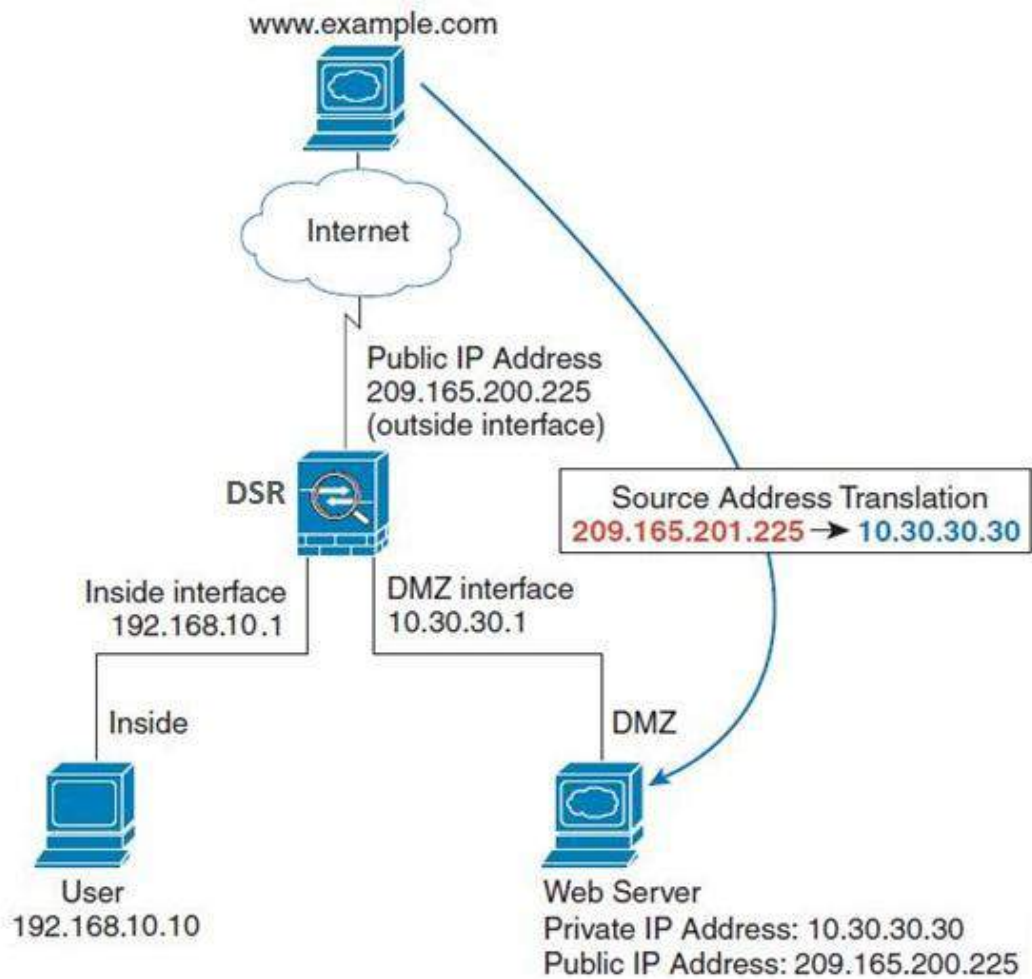 www.example.com
Internet
Public IP Address
209.165.200.225
(outside interface)
DSR
Source Address Translation
209.165.201.225 → 10.30.30.30
Inside interface
192.168.10.1
DMZ interface
10.30.30.1
Inside
DMZ
User
192.168.10.10
Web Server
Private IP Address: 10.30.30.30
Public IP Address: 209.165.200.225